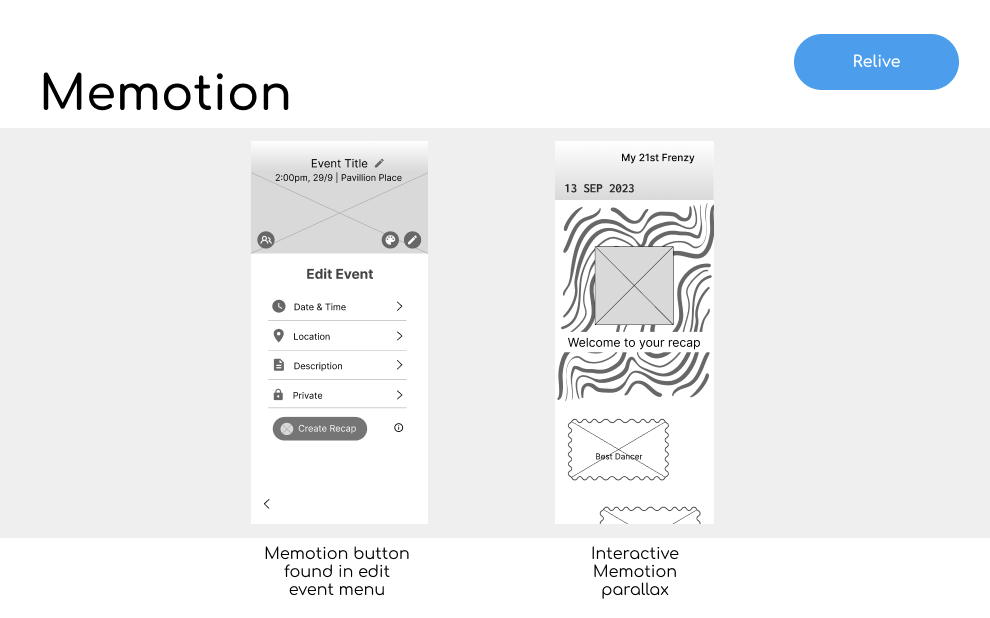 Relive
Memotion
Event Title
2:00pm, 29/9 | Pavillion Place
Edit Event
Date & Time
Location
Description
Private
Create Recap
My 21st Frenzy
13 SEP 2023
Welcome to your recap
Best Dancer
Memotion button
found in edit
event menu
Interactive
Memotion
parallax